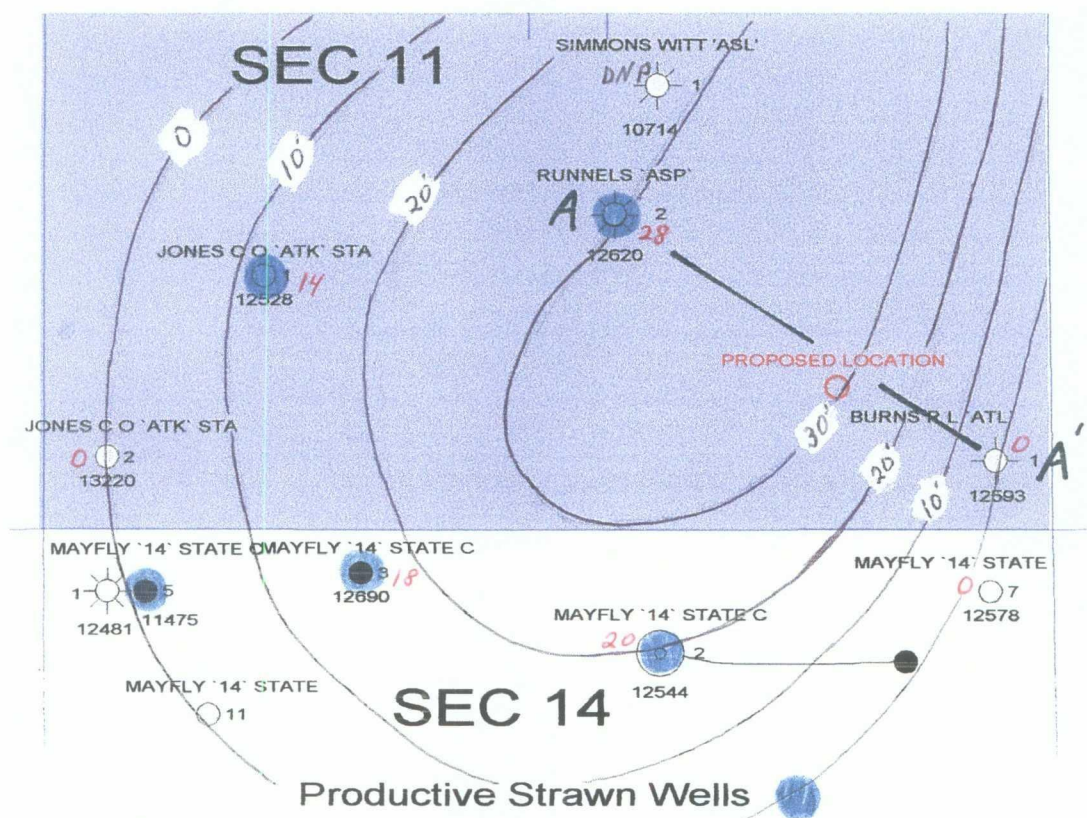 SEC 11
SIMMONS WITT 'ASL'
DNP
1
10714
0
10'
20'
RUNNELS `ASP`
A
2
28
12620
JONES C O `ATK` STA
1
14
12528
PROPOSED LOCATION
BURNS R L `ATL`
30'
20'
10'
0
1
A'
12593
JONES C O `ATK` STA
0
2
13220
MAYFLY `14` STATE C
MAYFLY `14` STATE C
MAYFLY `14` STATE
1
5
3
18
0
7
12481
11475
12690
12578
MAYFLY `14` STATE C
20
2
12544
MAYFLY `14` STATE
11
SEC 14
Productive Strawn Wells